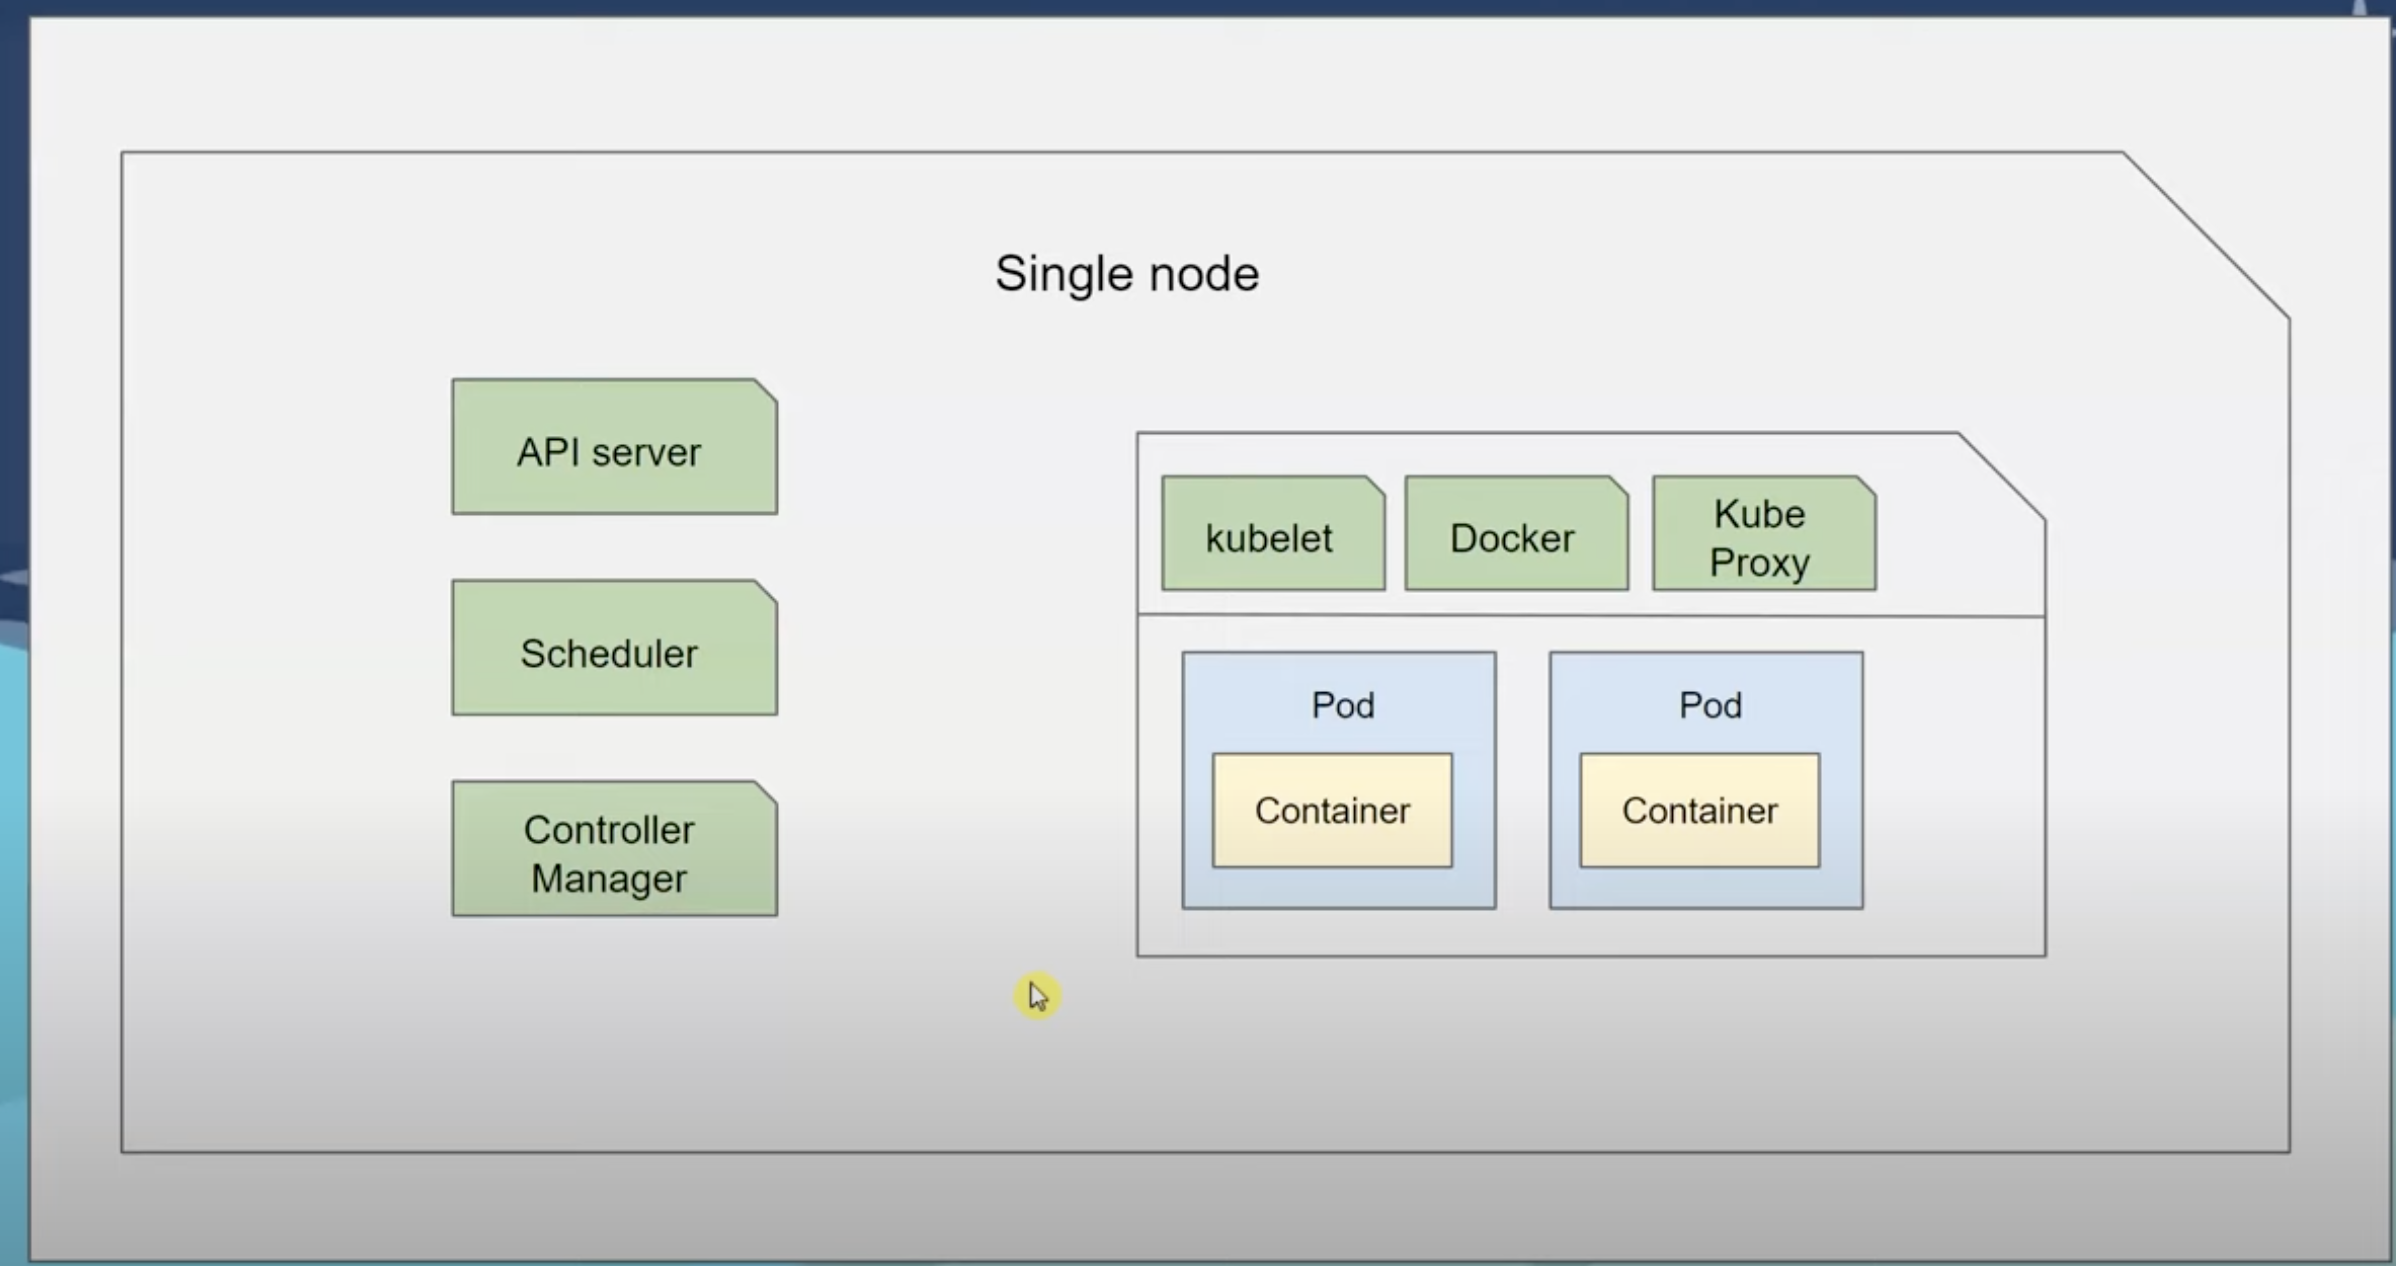 Single node
API server
Scheduler
Controller
Manager
kubelet
Docker
Kube
Proxy
Pod
Container
Pod
Container